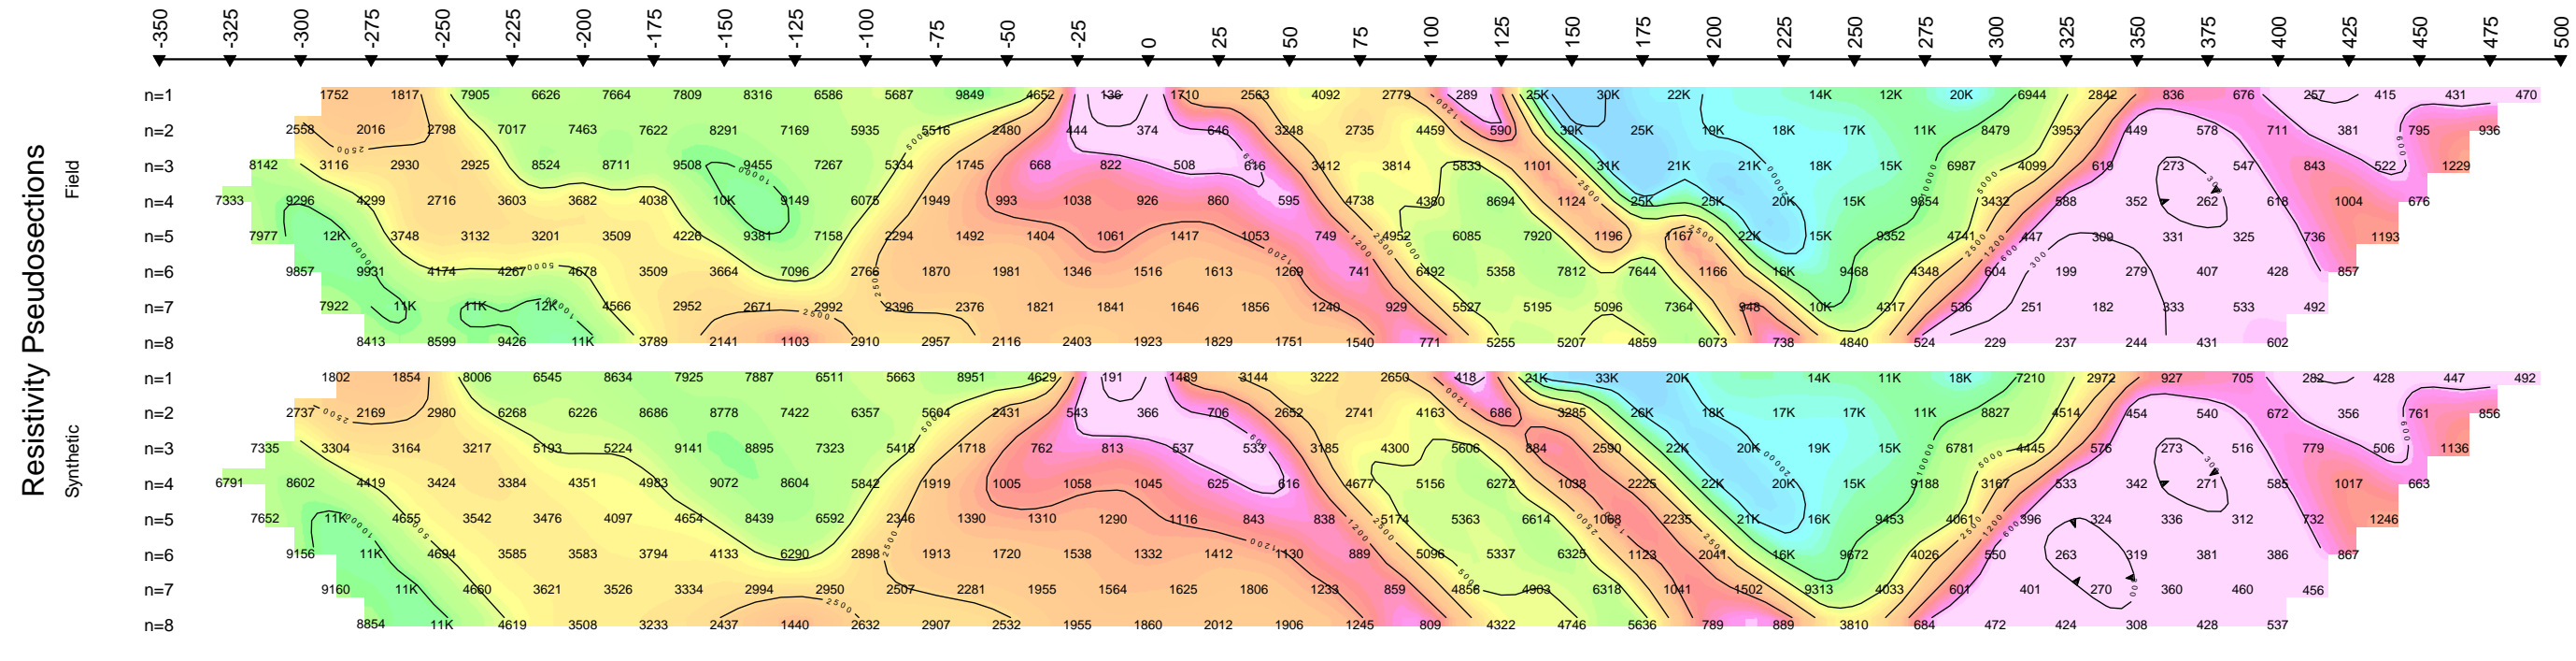 -350 -325 -300 -275 -250 -225 -200 -175 -150 -125 -100 -75 -50 -25 0 25 50 75 100 125 150 175 200 225 250 275 300 325 350 375 400 425 450 475 500
Resistivity Pseudosections
Field
n=1 1752 1817 7905 6626 7664 7809 8316 6586 5687 9849 4652 136 1710 2563 4092 2779 289 25K 30K 22K 14K 12K 20K 6944 2842 836 676 257 415 431 470
n=2 2558 2016 2798 7017 7463 7622 8291 7169 5935 5516 2480 444 374 646 3248 2735 4459 590 39K 25K 19K 18K 17K 11K 8479 3953 449 578 711 381 795 936
n=3 8142 3116 2930 2925 8524 8711 9508 9455 7267 5334 1745 668 822 508 616 3412 3814 5833 1101 31K 21K 21K 18K 15K 6987 4099 619 273 547 843 522 1229
n=4 7333 9296 4299 2716 3603 3682 4038 10K 9149 6075 1949 993 1038 926 860 595 4738 4380 8694 1124 25K 25K 20K 15K 9854 3432 588 352 262 618 1004 676
n=5 7977 12K 3748 3132 3201 3509 4226 9381 7158 2294 1492 1404 1061 1417 1053 749 4952 6085 7920 1196 1167 22K 15K 9352 4741 447 309 331 325 736 1193
n=6 9857 9931 4174 4267 4678 3509 3664 7096 2766 1870 1981 1346 1516 1613 1269 741 6492 5358 7812 7644 1166 16K 9468 4348 604 199 279 407 428 857
n=7 7922 11K 11K 12K 4566 2952 2671 2992 2396 2376 1821 1841 1646 1856 1240 929 5527 5195 5096 7364 948 10K 4317 536 251 182 333 533 492
n=8 8413 8599 9426 11K 3789 2141 1103 2910 2957 2116 2403 1923 1829 1751 1540 771 5255 5207 4859 6073 738 4840 524 229 237 244 431 602
Synthetic
n=1 1802 1854 8006 6545 8634 7925 7887 6511 5663 8951 4629 191 1489 3144 3222 2650 418 21K 33K 20K 14K 11K 18K 7210 2972 927 705 282 428 447 492
n=2 2737 2169 2980 6268 6226 8686 8778 7422 6357 5604 2431 543 366 706 2652 2741 4163 686 3285 26K 18K 17K 17K 11K 8827 4514 454 540 672 356 761 856
n=3 7335 3304 3164 3217 5193 5224 9141 8895 7323 5418 1718 762 813 537 533 3185 4300 5606 884 2590 22K 20K 19K 15K 6781 4445 576 273 516 779 506 1136
n=4 6791 8602 4419 3424 3384 4351 4983 9072 8604 5842 1919 1005 1058 1045 625 616 4677 5156 6272 1038 2225 22K 20K 15K 9188 3167 533 342 271 585 1017 663
n=5 7652 11K 4655 3542 3476 4097 4654 8439 6592 2346 1390 1310 1290 1116 843 838 5174 5363 6614 1068 2235 21K 16K 9453 4061 396 324 336 312 732 1246
n=6 9156 11K 4694 3585 3583 3794 4133 6290 2898 1913 1720 1538 1332 1412 1130 889 5096 5337 6325 1123 2041 16K 9672 4026 550 263 319 381 386 867
n=7 9160 11K 4660 3621 3526 3334 2994 2950 2507 2281 1955 1564 1625 1806 1233 859 4856 4903 6318 1041 1502 9313 4033 601 401 270 360 460 456
n=8 8854 11K 4619 3508 3233 2437 1440 2632 2907 2532 1955 1860 2012 1906 1245 809 4322 4746 5636 789 889 3810 684 472 424 308 428 537